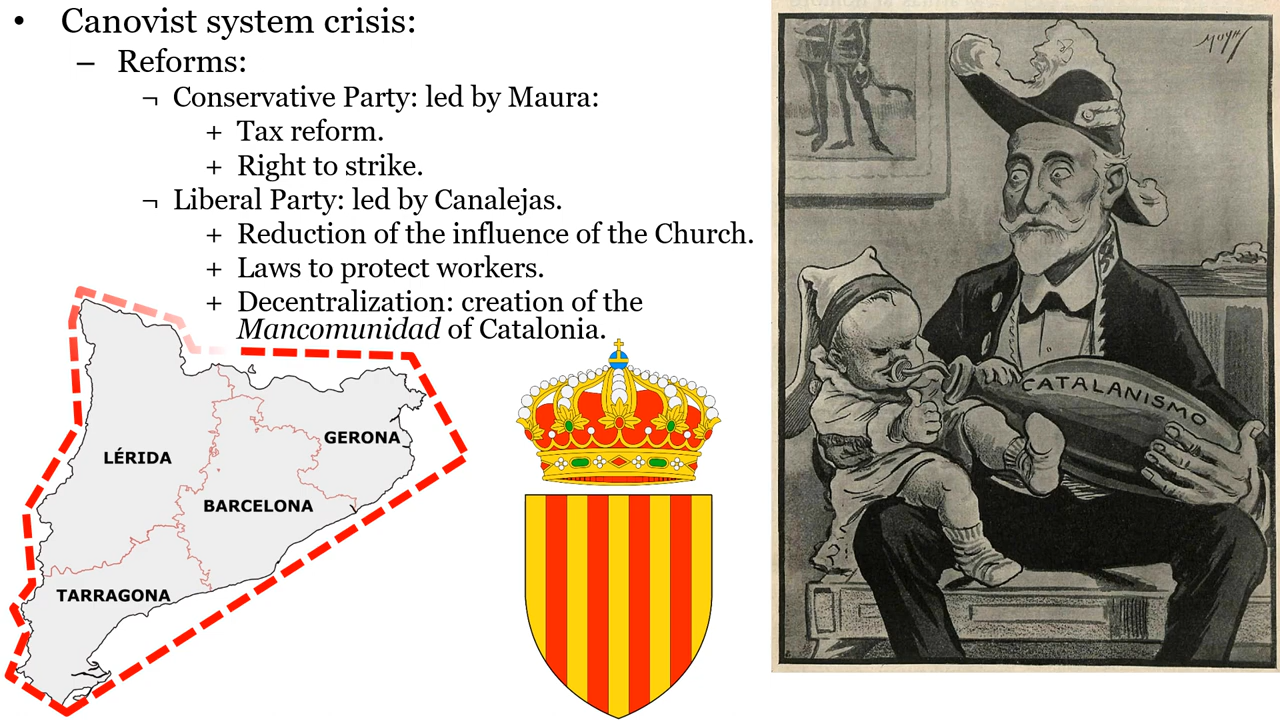 • Canovist system crisis:
– Reforms:
¬ Conservative Party: led by Maura:
+ Tax reform.
+ Right to strike.
¬ Liberal Party: led by Canalejas.
+ Reduction of the influence of the Church.
+ Laws to protect workers.
+ Decentralization: creation of the
Mancomunidad of Catalonia.
LÉRIDA
GERONA
BARCELONA
TARRAGONA
MOYA
CATALANISMO